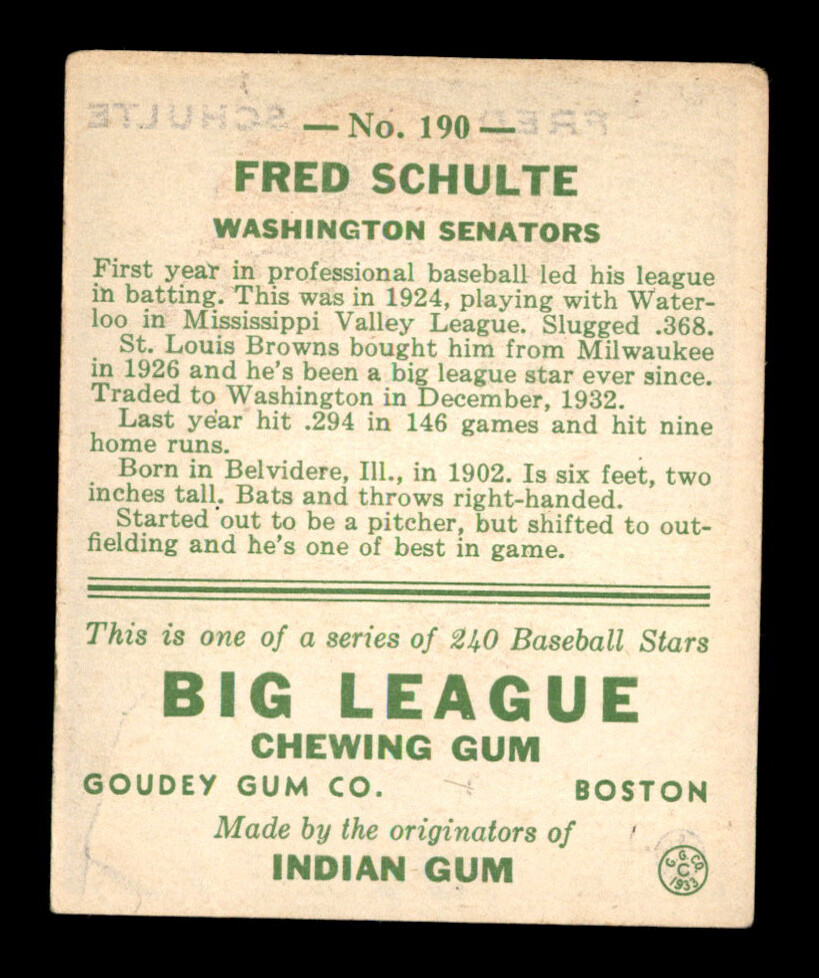 — No. 190 —
FRED SCHULTE
WASHINGTON SENATORS
First year in professional baseball led his league
in batting. This was in 1924, playing with Water-
loo in Mississippi Valley League. Slugged .368.
St. Louis Browns bought him from Milwaukee
in 1926 and he's been a big league star ever since.
Traded to Washington in December, 1932.
Last year hit .294 in 146 games and hit nine
home runs.
Born in Belvidere, Ill., in 1902. Is six feet, two
inches tall. Bats and throws right-handed.
Started out to be a pitcher, but shifted to out-
fielding and he's one of best in game.
This is one of a series of 240 Baseball Stars
BIG LEAGUE
CHEWING GUM
GOUDEY GUM CO. BOSTON
Made by the originators of
INDIAN GUM
G. G. CO.
C
1933
FRED SCHULTE